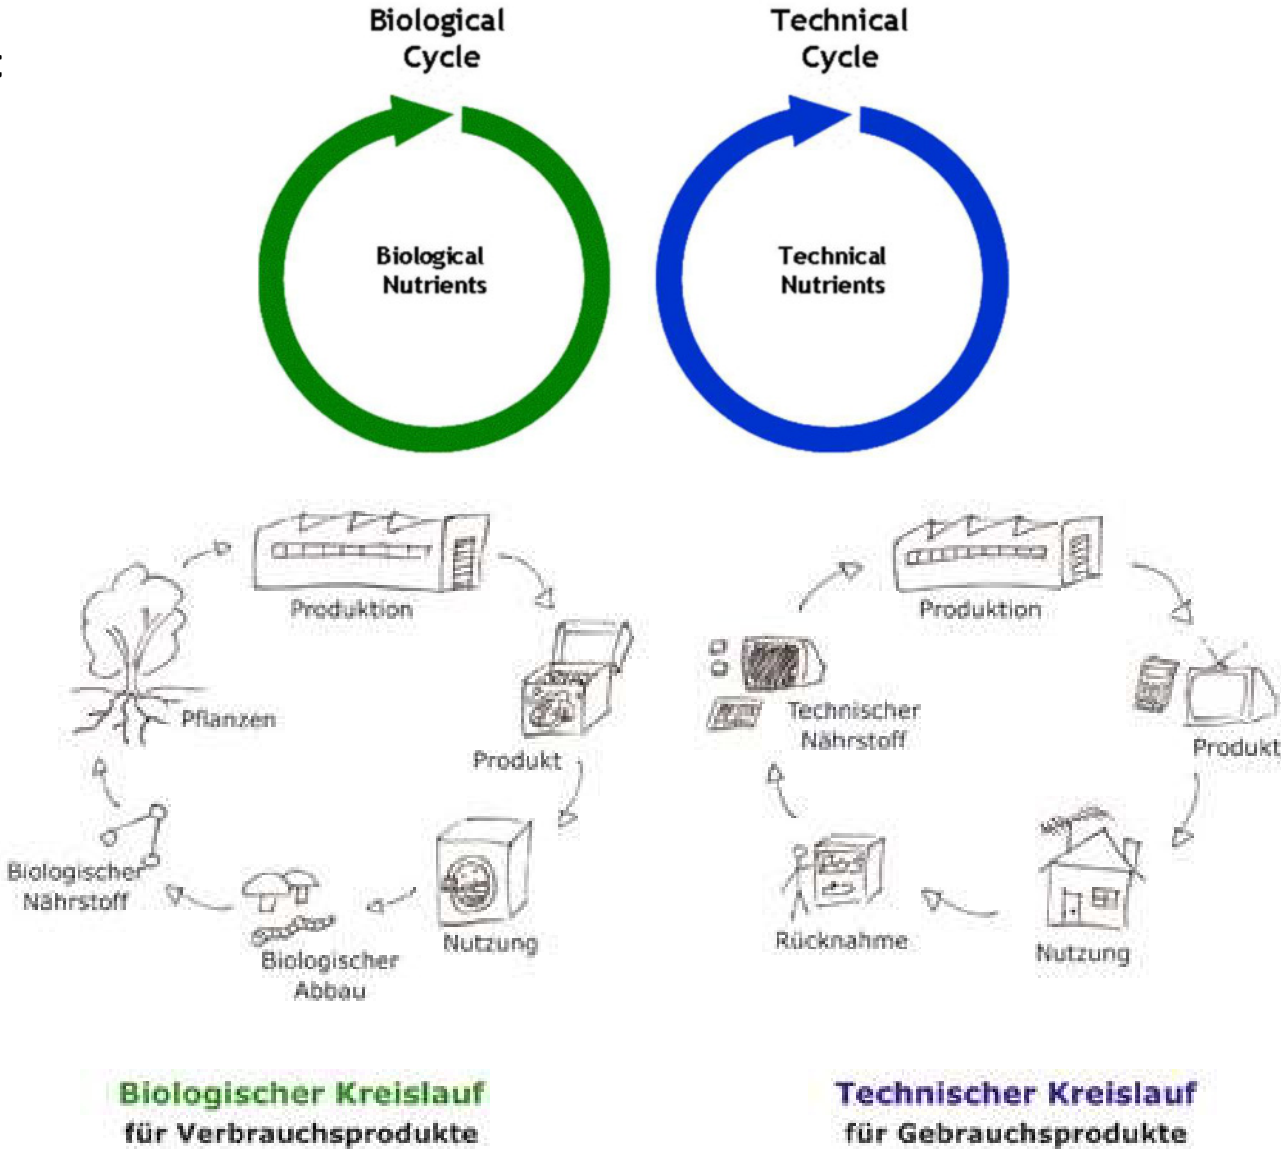 Biological
Cycle
Technical
Cycle
:
Biological
Nutrients
Technical
Nutrients
Produktion
Pflanzen
Produkt
Biologischer
Nährstoff
Biologischer
Abbau
Nutzung
Produktion
Technischer
Nährstoff
Produkt
Rücknahme
Nutzung
Biologischer Kreislauf
für Verbrauchsprodukte
Technischer Kreislauf
für Gebrauchsprodukte